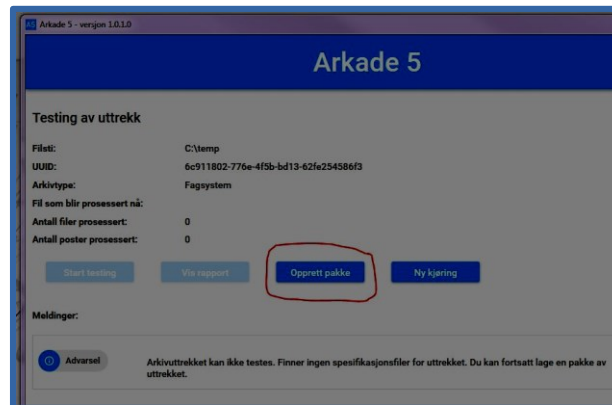 A5 Arkade 5 - versjon 1.0.1.0
Arkade 5
Testing av uttrekk
Filsti: C:\temp
UUID: 6c911802-776e-4f5b-bd13-62fe254586f3
Arkivtype: Fagsystem
Fil som blir prosessert nå:
Antall filer prosessert: 0
Antall poster prosessert: 0
Start testing Vis rapport Opprett pakke Ny kjøring
Meldinger:
Advarsel Arkivuttrekket kan ikke testes. Finner ingen spesifikasjonsfiler for uttrekket. Du kan fortsatt lage en pakke av
uttrekket.